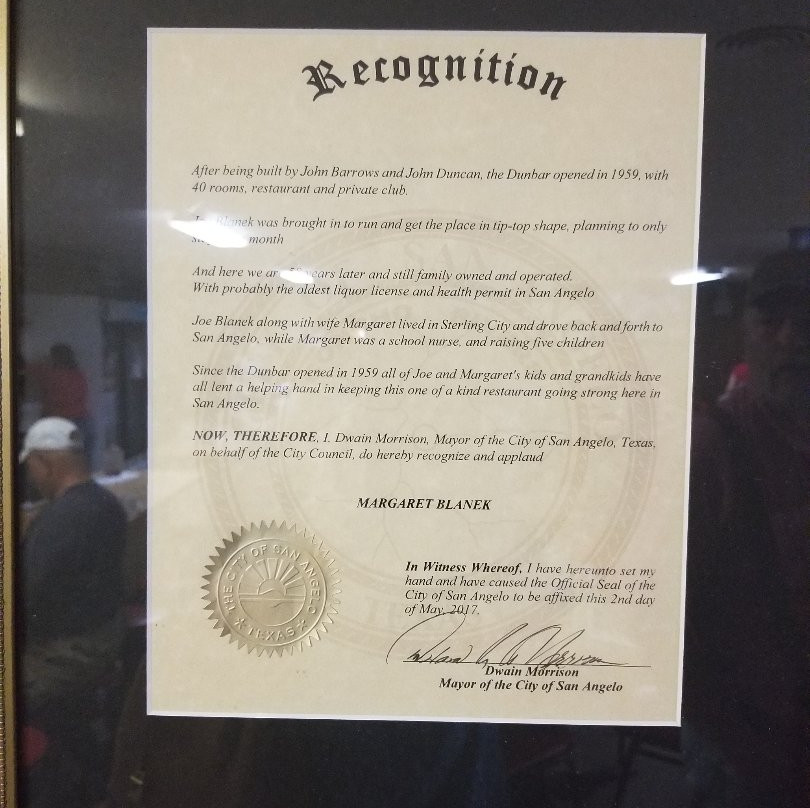 Recognition
After being built by John Barrows and John Duncan, the Dunbar opened in 1959, with
40 rooms, restaurant and private club.
Blanek was brought in to run and get the place in tip-top shape, planning to only
month
And here we are years later and still family owned and operated.
With probably the oldest liquor license and health permit in San Angelo
Joe Blanek along with wife Margaret lived in Sterling City and drove back and forth to
San Angelo, while Margaret was a school nurse, and raising five children
Since the Dunbar opened in 1959 all of Joe and Margaret's kids and grandkids have
all lent a helping hand in keeping this one of a kind restaurant going strong here in
San Angelo.
NOW, THEREFORE, I, Dwain Morrison, Mayor of the City of San Angelo, Texas,
on behalf of the City Council, do hereby recognize and applaud
MARGARET BLANEK
THE CITY OF SAN ANGELO
TEXAS
In Witness Whereof, I have hereunto set my
hand and have caused the Official Seal of the
City of San Angelo to be affixed this 2nd day
of May, 2017.
Dwain Morrison
Mayor of the City of San Angelo